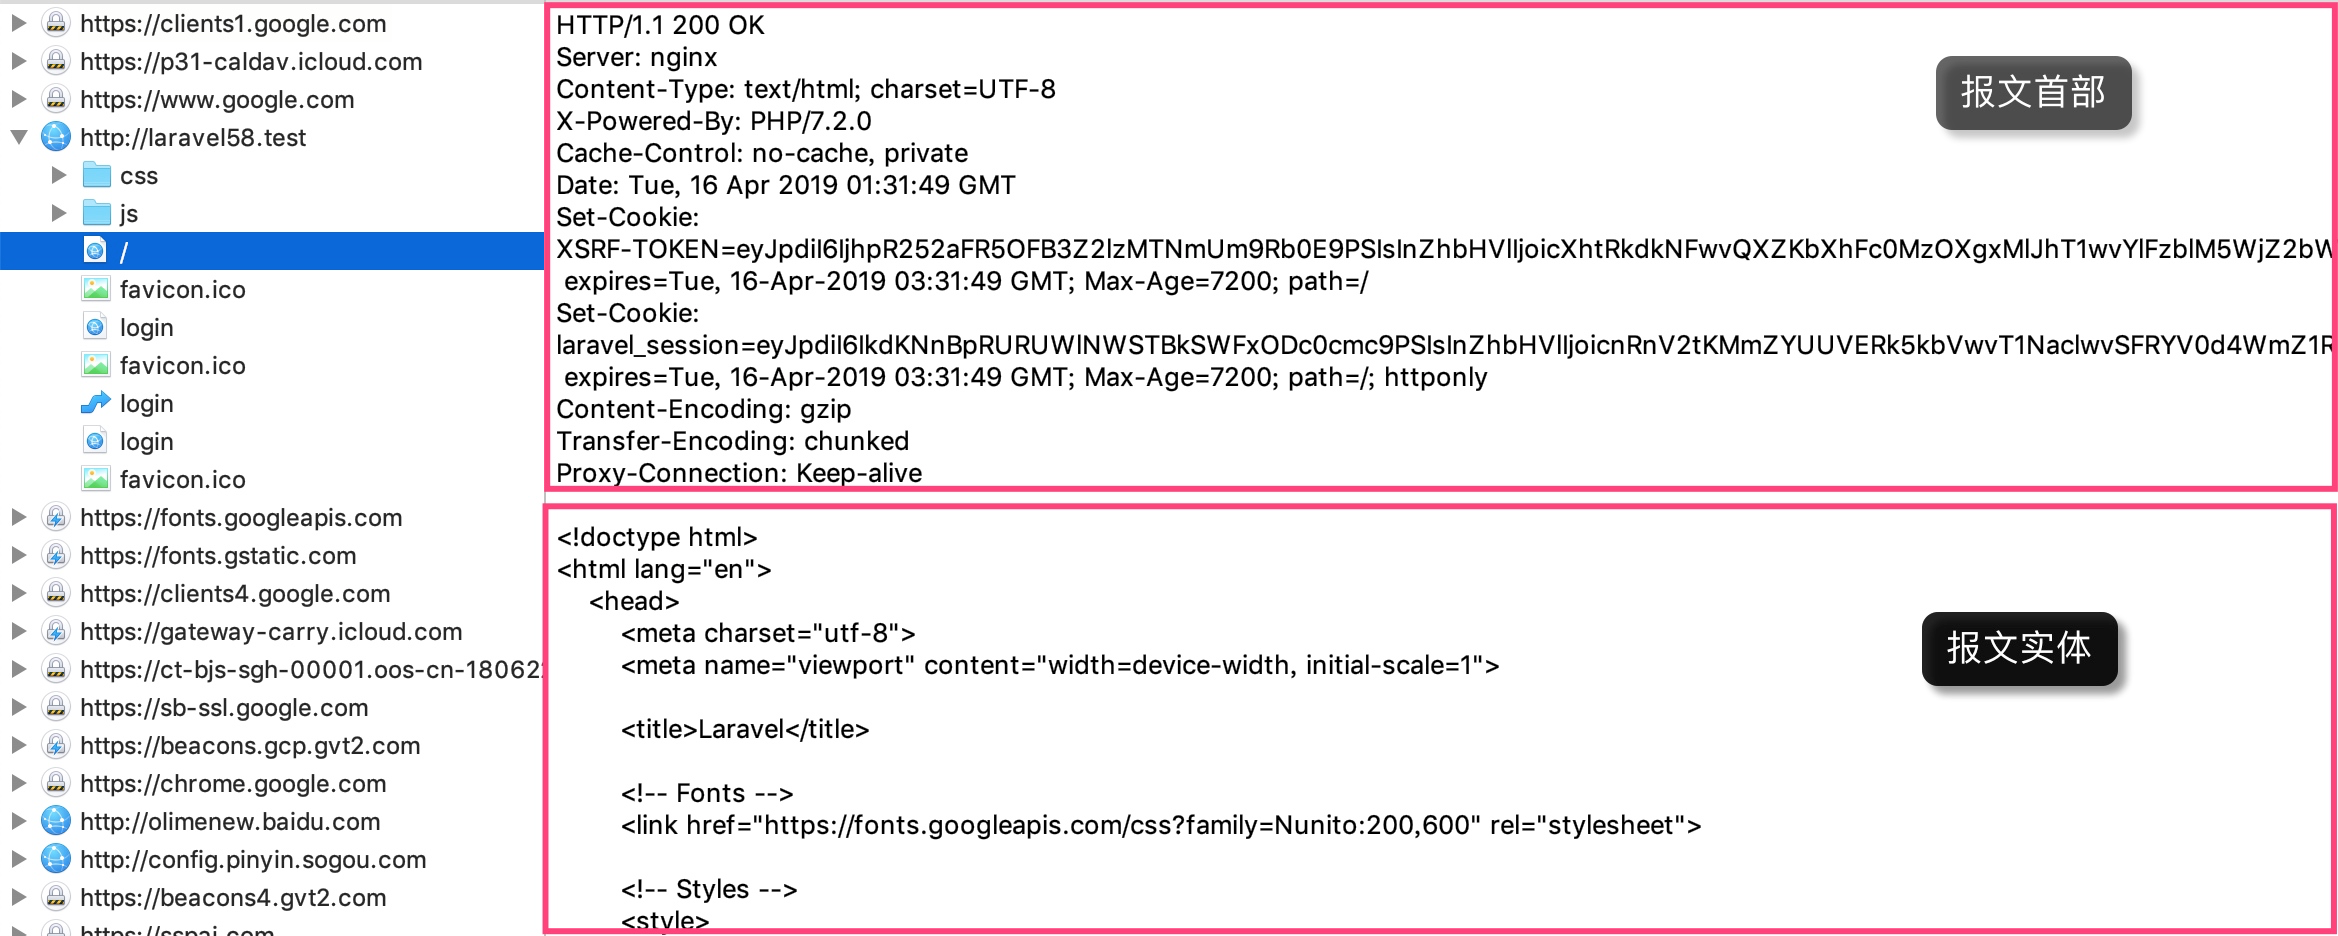 https://clients1.google.com
https://p31-caldav.icloud.com
https://www.google.com
http://laravel58.test
css
js
/
favicon.ico
login
favicon.ico
login
login
favicon.ico
https://fonts.googleapis.com
https://fonts.gstatic.com
https://clients4.google.com
https://gateway-carry.icloud.com
https://ct-bjs-sgh-00001.oos-cn-18062
https://sb-ssl.google.com
https://beacons.gcp.gvt2.com
https://chrome.google.com
http://olimenew.baidu.com
http://config.pinyin.sogou.com
https://beacons4.gvt2.com
https://sspai.com
HTTP/1.1 200 OK
Server: nginx
Content-Type: text/html; charset=UTF-8
X-Powered-By: PHP/7.2.0
Cache-Control: no-cache, private
Date: Tue, 16 Apr 2019 01:31:49 GMT
Set-Cookie:
XSRF-TOKEN=eyJpdiI6IjhpR252aFR5OFB3Z2lzMTNmUm9Rb0E9PSIsInZhbHVlIjoicXhtRkdkNFwvQXZKbXhFc0MzOXgxMlJhT1wvYlFzblM5WjZ2bW
expires=Tue, 16-Apr-2019 03:31:49 GMT; Max-Age=7200; path=/
Set-Cookie:
laravel_session=eyJpdiI6IkdKNnBpRURUWlNWSTBkSWFxODc0cmc9PSIsInZhbHVlIjoicnRnV2tKMmZYUUVERk5kbVwvT1NaclwvSFRYV0d4WmZ1R
expires=Tue, 16-Apr-2019 03:31:49 GMT; Max-Age=7200; path=/; httponly
Content-Encoding: gzip
Transfer-Encoding: chunked
Proxy-Connection: Keep-alive
报文首部
<!doctype html>
<html lang="en">
<head>
<meta charset="utf-8">
<meta name="viewport" content="width=device-width, initial-scale=1">
<title>Laravel</title>
<!-- Fonts -->
<link href="https://fonts.googleapis.com/css?family=Nunito:200,600" rel="stylesheet">
<!-- Styles -->
<style>
报文实体